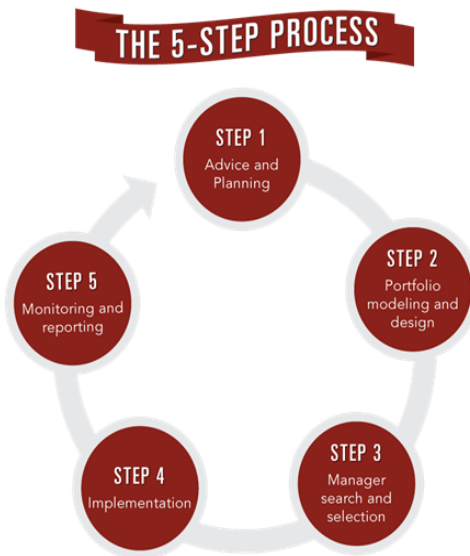 THE 5-STEP PROCESS
STEP 1
Advice and
Planning
STEP 2
Portfolio
modeling and
design
STEP 3
Manager
search and
selection
STEP 4
Implementation
STEP 5
Monitoring and
reporting